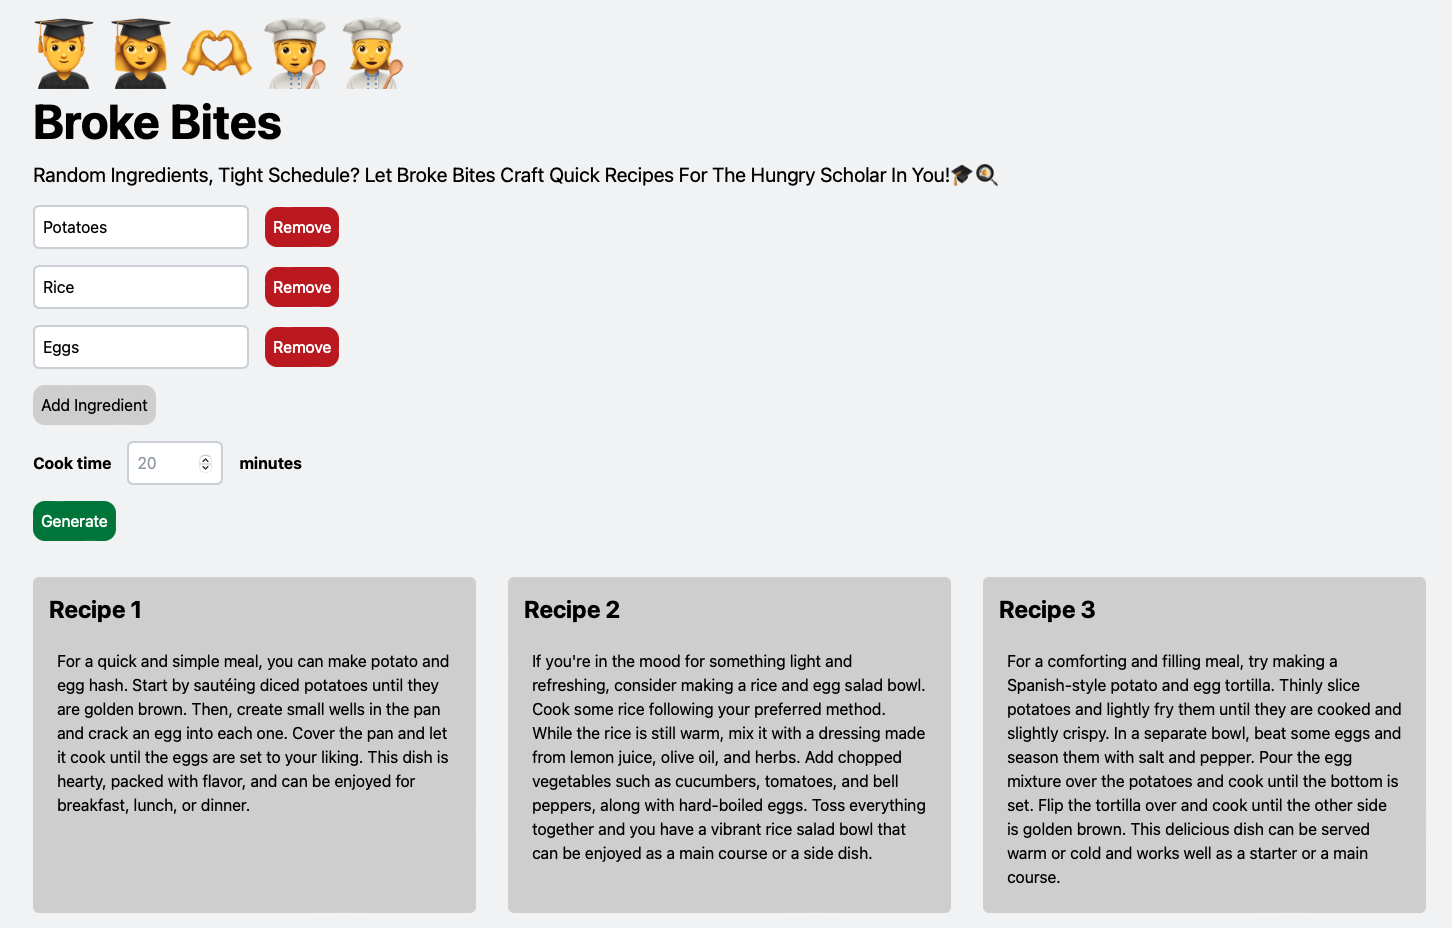 Broke Bites
Random Ingredients, Tight Schedule? Let Broke Bites Craft Quick Recipes For The Hungry Scholar In You!🎓🍳
Potatoes
Remove
Rice
Remove
Eggs
Remove
Add Ingredient
Cook time 20 minutes
Generate
Recipe 1
For a quick and simple meal, you can make potato and
egg hash. Start by sautéing diced potatoes until they
are golden brown. Then, create small wells in the pan
and crack an egg into each one. Cover the pan and let
it cook until the eggs are set to your liking. This dish is
hearty, packed with flavor, and can be enjoyed for
breakfast, lunch, or dinner.
Recipe 2
If you're in the mood for something light and
refreshing, consider making a rice and egg salad bowl.
Cook some rice following your preferred method.
While the rice is still warm, mix it with a dressing made
from lemon juice, olive oil, and herbs. Add chopped
vegetables such as cucumbers, tomatoes, and bell
peppers, along with hard-boiled eggs. Toss everything
together and you have a vibrant rice salad bowl that
can be enjoyed as a main course or a side dish.
Recipe 3
For a comforting and filling meal, try making a
Spanish-style potato and egg tortilla. Thinly slice
potatoes and lightly fry them until they are cooked and
slightly crispy. In a separate bowl, beat some eggs and
season them with salt and pepper. Pour the egg
mixture over the potatoes and cook until the bottom is
set. Flip the tortilla over and cook until the other side
is golden brown. This delicious dish can be served
warm or cold and works well as a starter or a main
course.